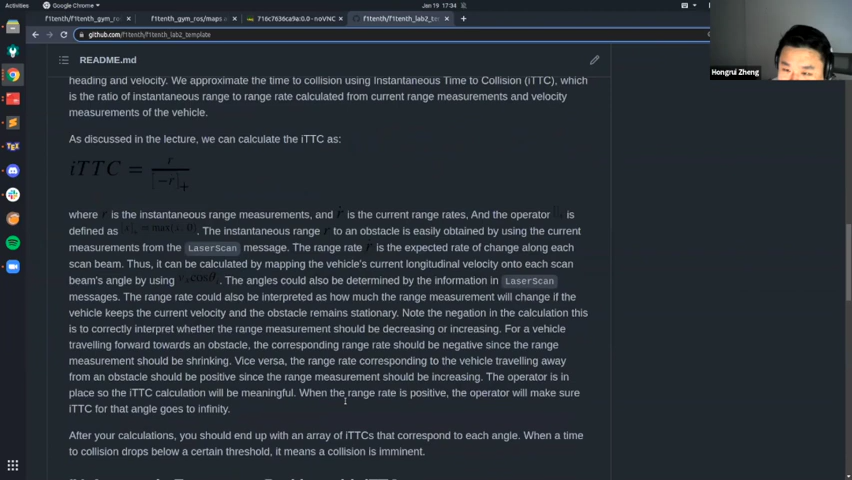 Activities
Google Chrome
Jan 19 17:34
f1tenth/f1tenth_gym_ro
f1tenth_gym_ros/maps a
716c7636ca9a:0.0 - noVNC
f1tenth/f1tenth_lab2_tem
github.com/f1tenth/f1tenth_lab2_template
Hongrui Zheng
README.md
heading and velocity. We approximate the time to collision using Instantaneous Time to Collision (iTTC), which
is the ratio of instantaneous range to range rate calculated from current range measurements and velocity
measurements of the vehicle.
As discussed in the lecture, we can calculate the iTTC as:
iTTC = r / [-ṙ]₊
where r is the instantaneous range measurements, and ṙ is the current range rates, And the operator []₊ is
defined as [x]₊ = max(x, 0). The instantaneous range r to an obstacle is easily obtained by using the current
measurements from the LaserScan message. The range rate ṙ is the expected rate of change along each
scan beam. Thus, it can be calculated by mapping the vehicle's current longitudinal velocity onto each scan
beam's angle by using vₓcosθ. The angles could also be determined by the information in LaserScan
messages. The range rate could also be interpreted as how much the range measurement will change if the
vehicle keeps the current velocity and the obstacle remains stationary. Note the negation in the calculation this
is to correctly interpret whether the range measurement should be decreasing or increasing. For a vehicle
travelling forward towards an obstacle, the corresponding range rate should be negative since the range
measurement should be shrinking. Vice versa, the range rate corresponding to the vehicle travelling away
from an obstacle should be positive since the range measurement should be increasing. The operator is in
place so the iTTC calculation will be meaningful. When the range rate is positive, the operator will make sure
iTTC for that angle goes to infinity.
After your calculations, you should end up with an array of iTTCs that correspond to each angle. When a time
to collision drops below a certain threshold, it means a collision is imminent.